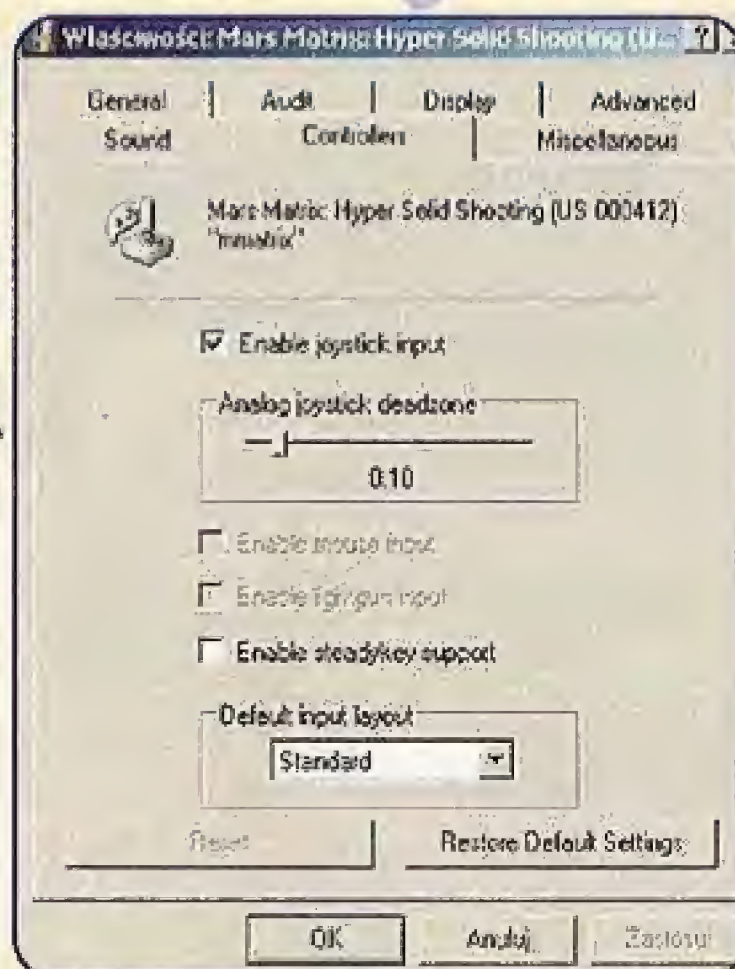 Właściwości: Mars Matrix: Hyper Solid Shooting (U...
General Audit Display Advanced
Sound Controllers Miscellaneous
Mars Matrix: Hyper Solid Shooting (US 000412)
"mmatrix"
Enable joystick input
Analog joystick deadzone
0.10
Enable mouse input
Enable lightgun input
Enable steadykey support
Default input layout
Standard
Reset Restore Default Settings
OK Anuluj Zastosuj